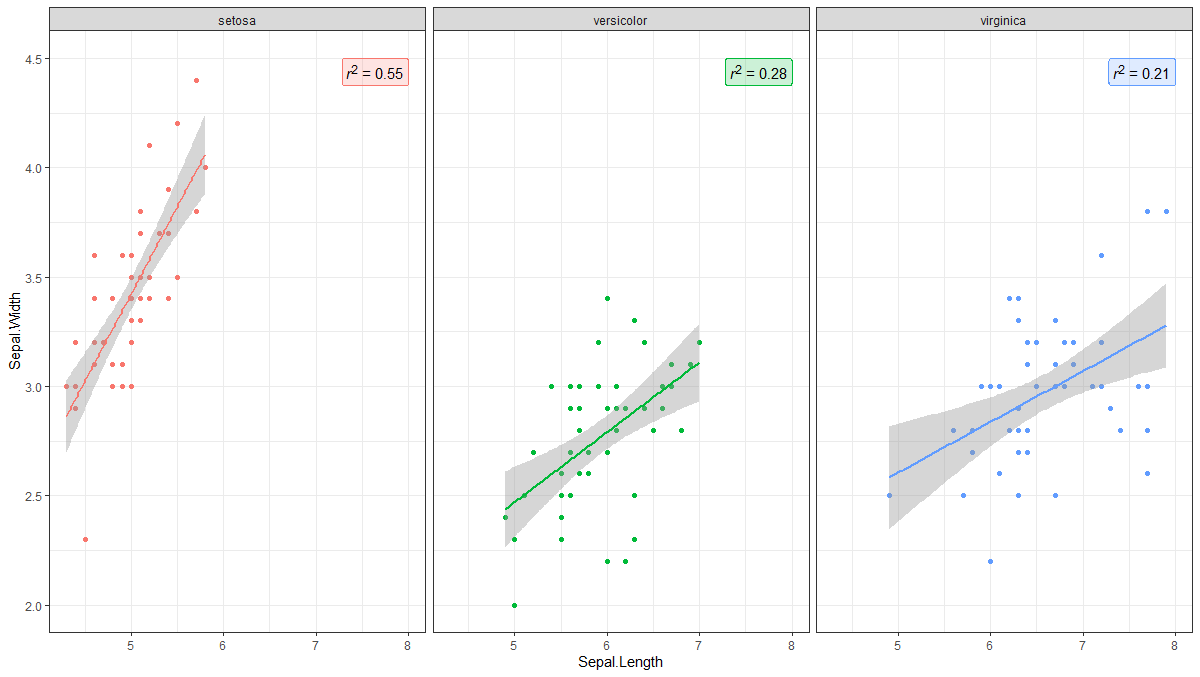 setosa
versicolor
virginica
r² = 0.55
r² = 0.28
r² = 0.21
Sepal.Width
4.5
4.0
3.5
3.0
2.5
2.0
5 6 7 8
5 6 7 8
5 6 7 8
Sepal.Length